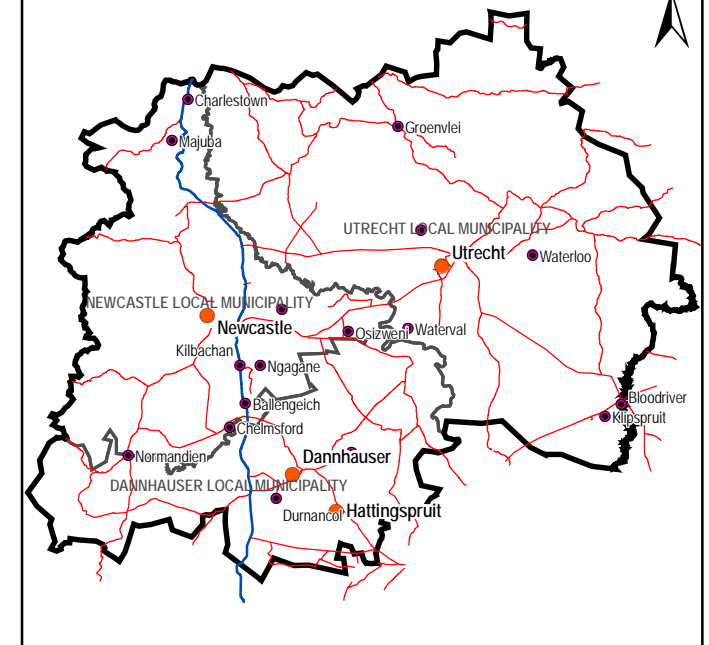 Charlestown
Groenvlei
Majuba
UTRECHT LOCAL MUNICIPALITY
Utrecht
Waterloo
NEWCASTLE LOCAL MUNICIPALITY
Newcastle
Osizweni
Waterval
Kilbachan
Ngagane
Ballengeich
Bloodriver
Klipspruit
Chelmsford
Normandien
Dannhauser
DANNHAUSER LOCAL MUNICIPALITY
Durnancol
Hattingspruit